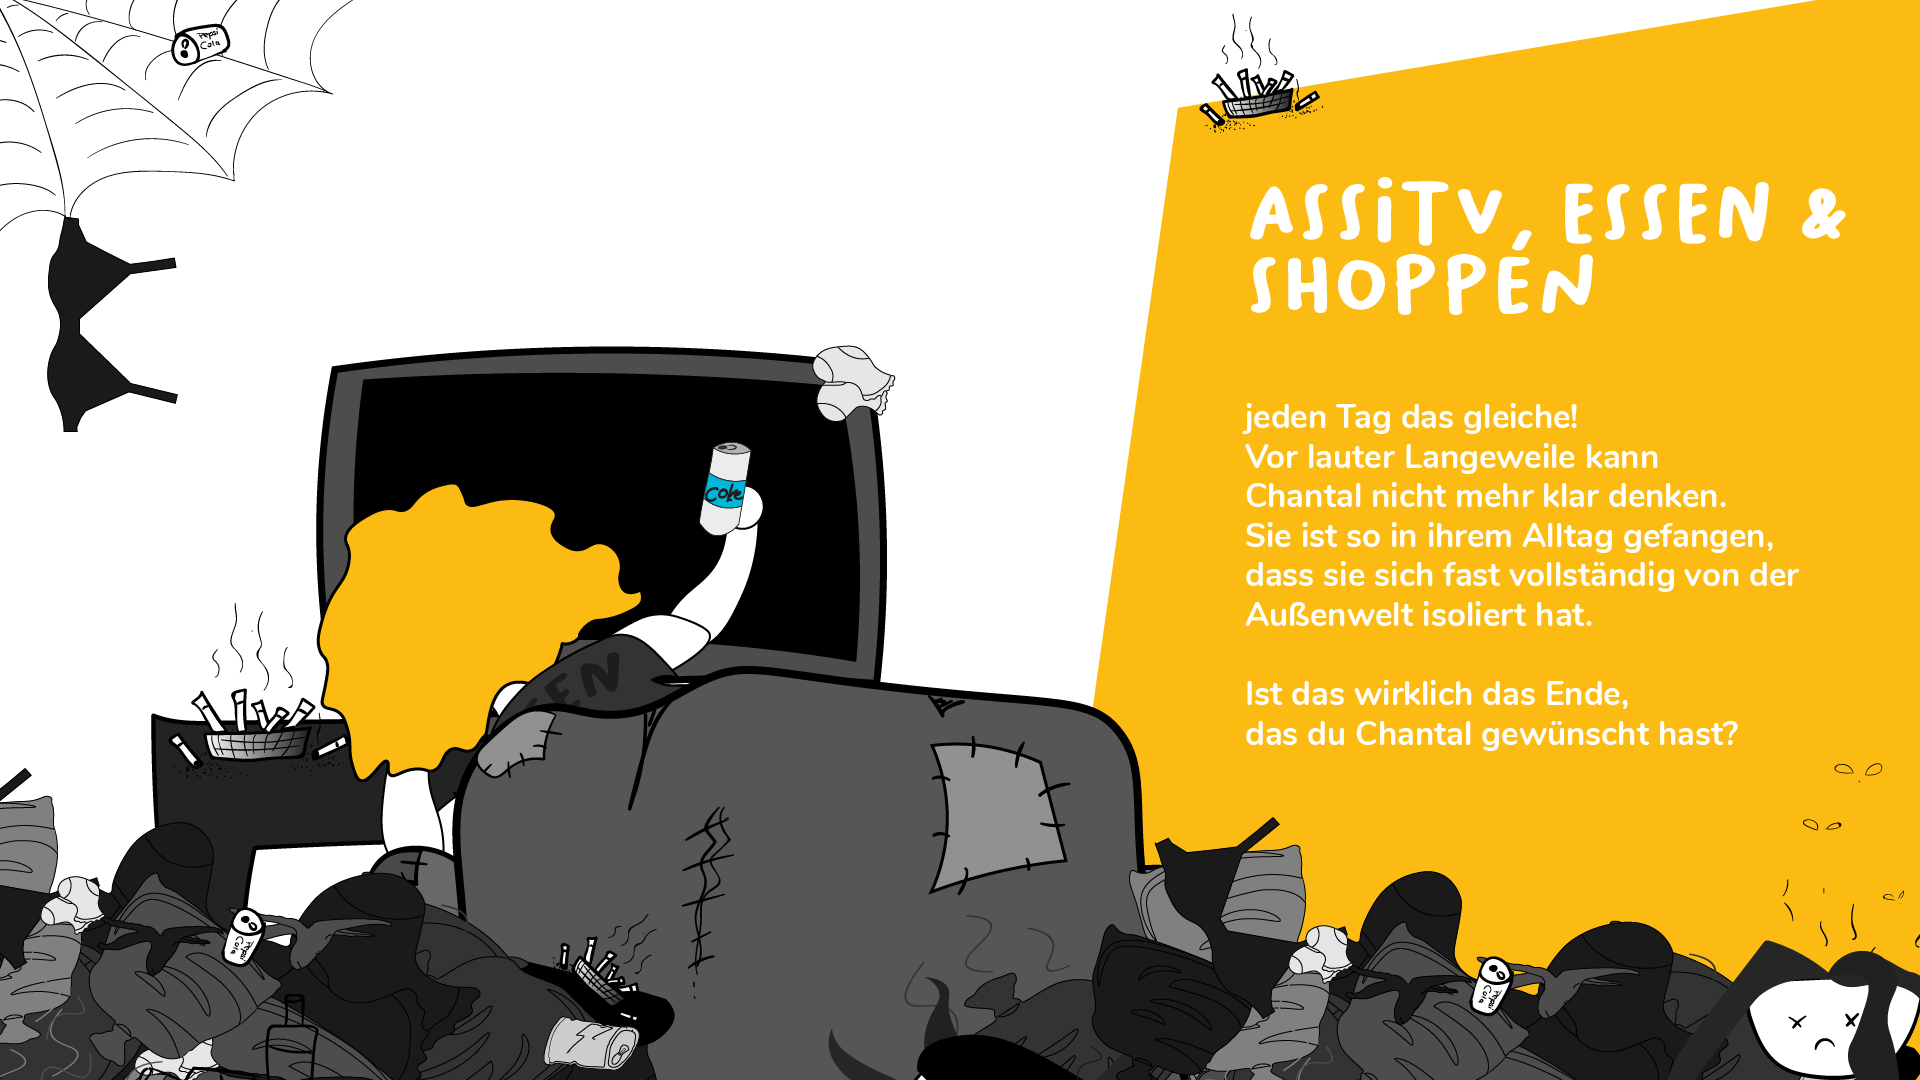 Pepsi
Cola
ASSiTV, ESSEN &
SHOPPEN
jeden Tag das gleiche!
Vor lauter Langeweile kann
Chantal nicht mehr klar denken.
Sie ist so in ihrem Alltag gefangen,
dass sie sich fast vollständig von der
Außenwelt isoliert hat.
Ist das wirklich das Ende,
das du Chantal gewünscht hast?
Coke
Pepsi
Cola
Pepsi
Cola